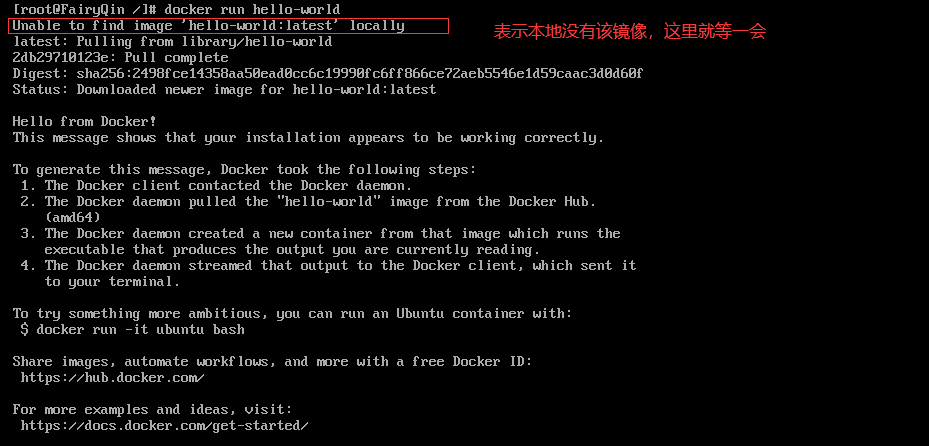 [root@FairyQin /]# docker run hello-world
Unable to find image 'hello-world:latest' locally
表示本地没有该镜像，这里就等一会
latest: Pulling from library/hello-world
2db29710123e: Pull complete
Digest: sha256:2498fce14358aa50ead0cc6c19990fc6ff866ce72aeb5546e1d59caac3d0d60f
Status: Downloaded newer image for hello-world:latest
Hello from Docker!
This message shows that your installation appears to be working correctly.
To generate this message, Docker took the following steps:
1. The Docker client contacted the Docker daemon.
2. The Docker daemon pulled the "hello-world" image from the Docker Hub.
(amd64)
3. The Docker daemon created a new container from that image which runs the
executable that produces the output you are currently reading.
4. The Docker daemon streamed that output to the Docker client, which sent it
to your terminal.
To try something more ambitious, you can run an Ubuntu container with:
$ docker run -it ubuntu bash
Share images, automate workflows, and more with a free Docker ID:
https://hub.docker.com/
For more examples and ideas, visit:
https://docs.docker.com/get-started/